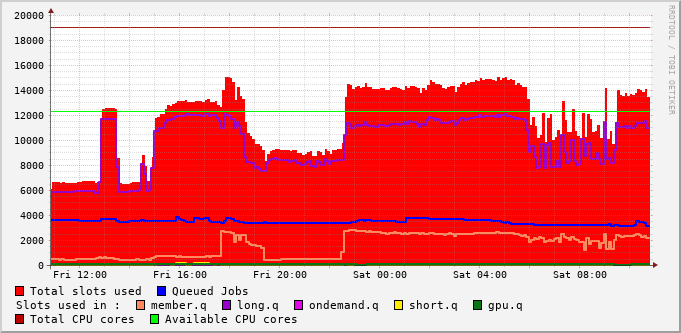 20000
18000
16000
14000
12000
10000
8000
6000
4000
2000
0
Fri 12:00 Fri 16:00 Fri 20:00 Sat 00:00 Sat 04:00 Sat 08:00
RRDTOOL / TOBI OETIKER
Total slots used Queued Jobs
Slots used in : member.q long.q ondemand.q short.q gpu.q
Total CPU cores Available CPU cores